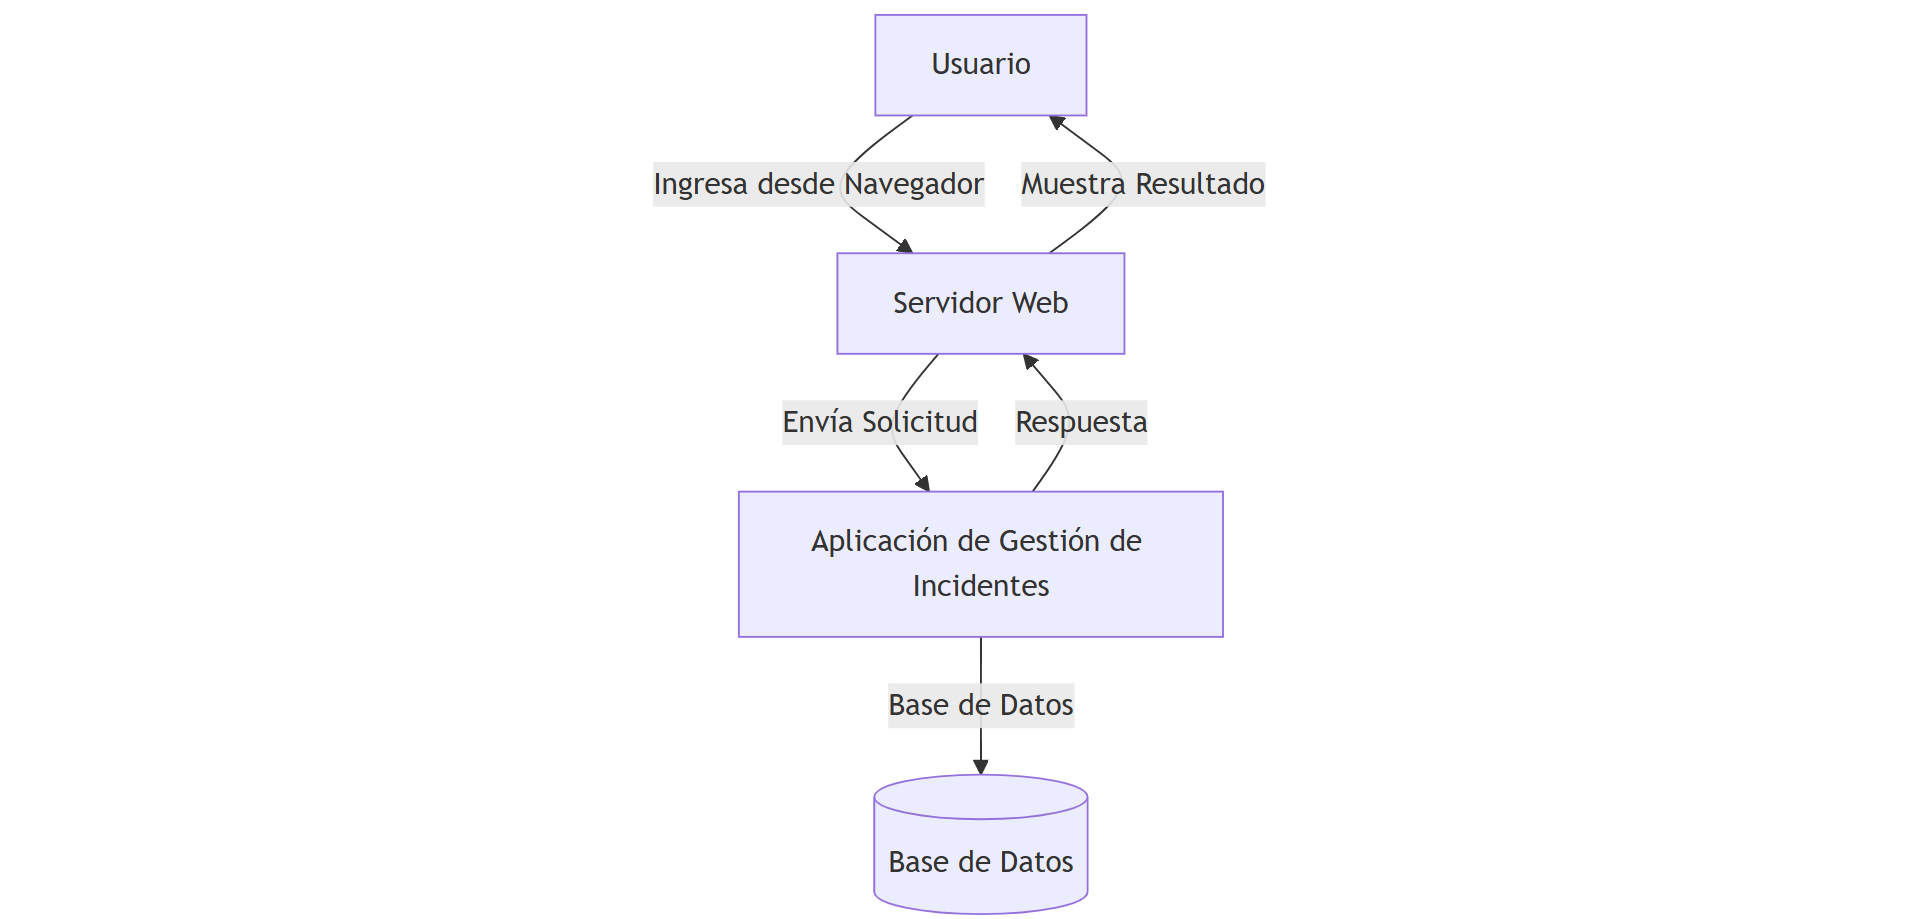 Usuario
Ingresa desde Navegador
Muestra Resultado
Servidor Web
Envía Solicitud
Respuesta
Aplicación de Gestión de
Incidentes
Base de Datos
Base de Datos